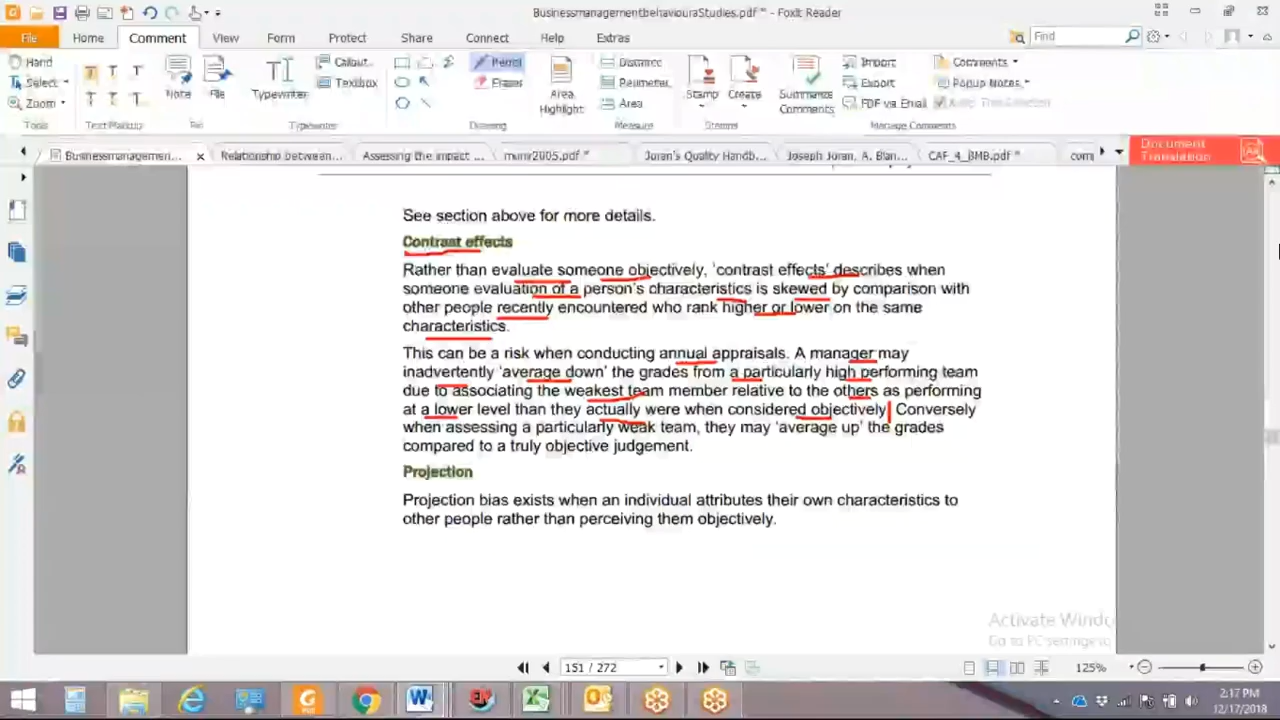 BusinessmanagementbehaviouraStudies.pdf * - Foxit Reader
File Home Comment View Form Protect Share Connect Help Extras Find
Hand Callout Pencil Distance Import Comments
Select Note File Typewriter Textbox Eraser Area Highlight Perimeter Stamp Create Summarize Comments Export Popup Notes
Zoom Area FDF via Email
Tools Text Markup Pin Typewriter Drawing Measure Stamps Manage Comments
Businessmanagemen... Relationship between... Assessing the impact munir2005.pdf * Juran's Quality Handb... Joseph Juran, A. Blan... CAF_4_BMB.pdf * com Document Translation
See section above for more details.
Contrast effects
Rather than evaluate someone objectively, 'contrast effects' describes when
someone evaluation of a person's characteristics is skewed by comparison with
other people recently encountered who rank higher or lower on the same
characteristics.
This can be a risk when conducting annual appraisals. A manager may
inadvertently 'average down' the grades from a particularly high performing team
due to associating the weakest team member relative to the others as performing
at a lower level than they actually were when considered objectively Conversely
when assessing a particularly weak team, they may 'average up' the grades
compared to a truly objective judgement.
Projection
Projection bias exists when an individual attributes their own characteristics to
other people rather than perceiving them objectively.
Activate Windo
Go to PC settings to
151 / 272 125%
2:17 PM
12/17/2018